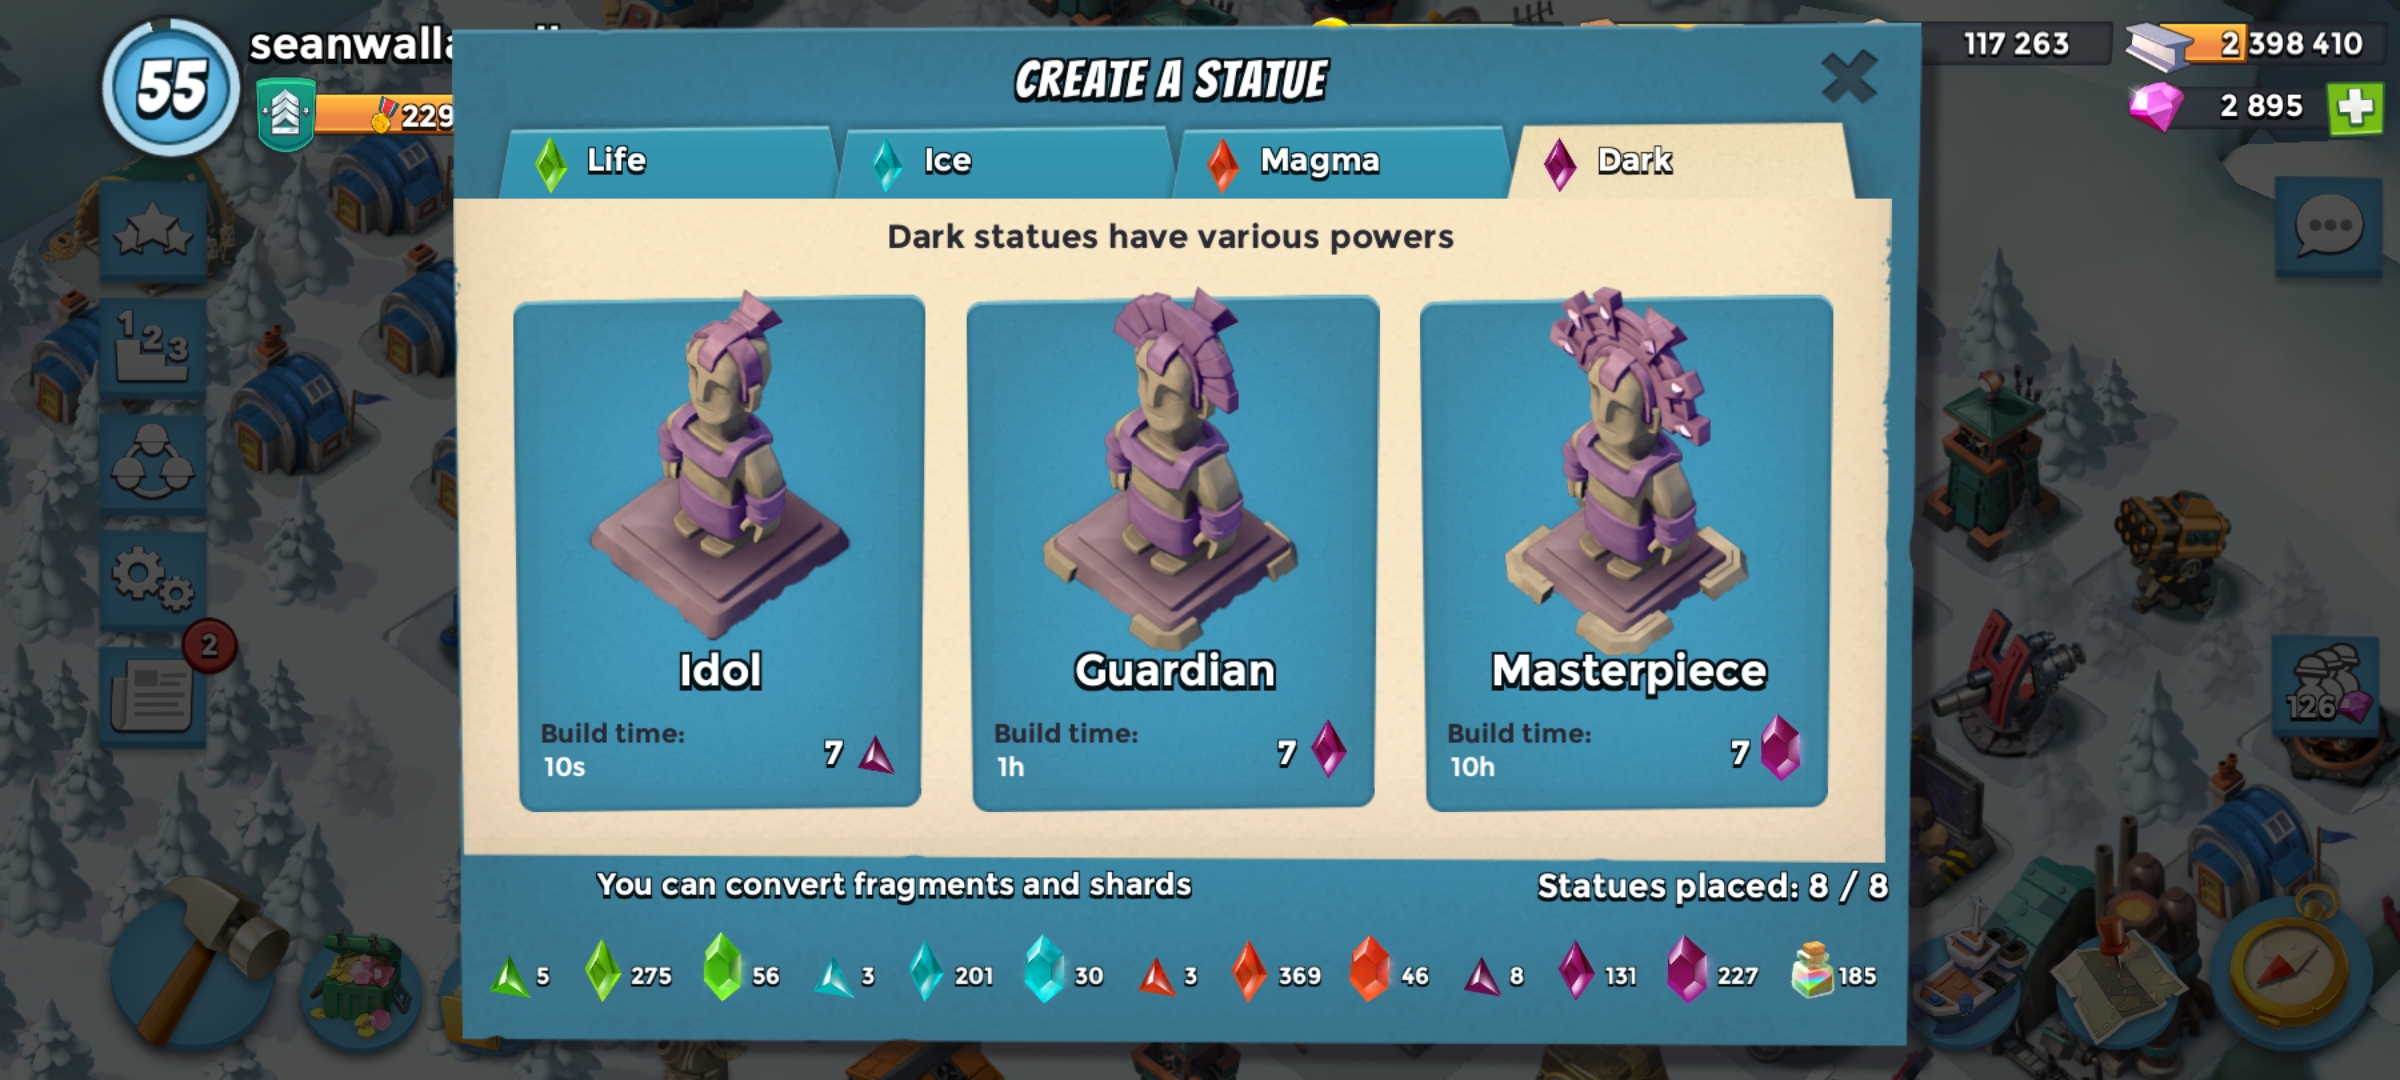 55
229
CREATE A STATUE
117 263
2 398 410
2 895
Life
Ice
Magma
Dark
Dark statues have various powers
1 2 3
2
Idol
Build time:
10s
7
Guardian
Build time:
1h
7
Masterpiece
Build time:
10h
7
126
You can convert fragments and shards
Statues placed: 8 / 8
5 275 56 3 201 30 3 369 46 8 131 227 185